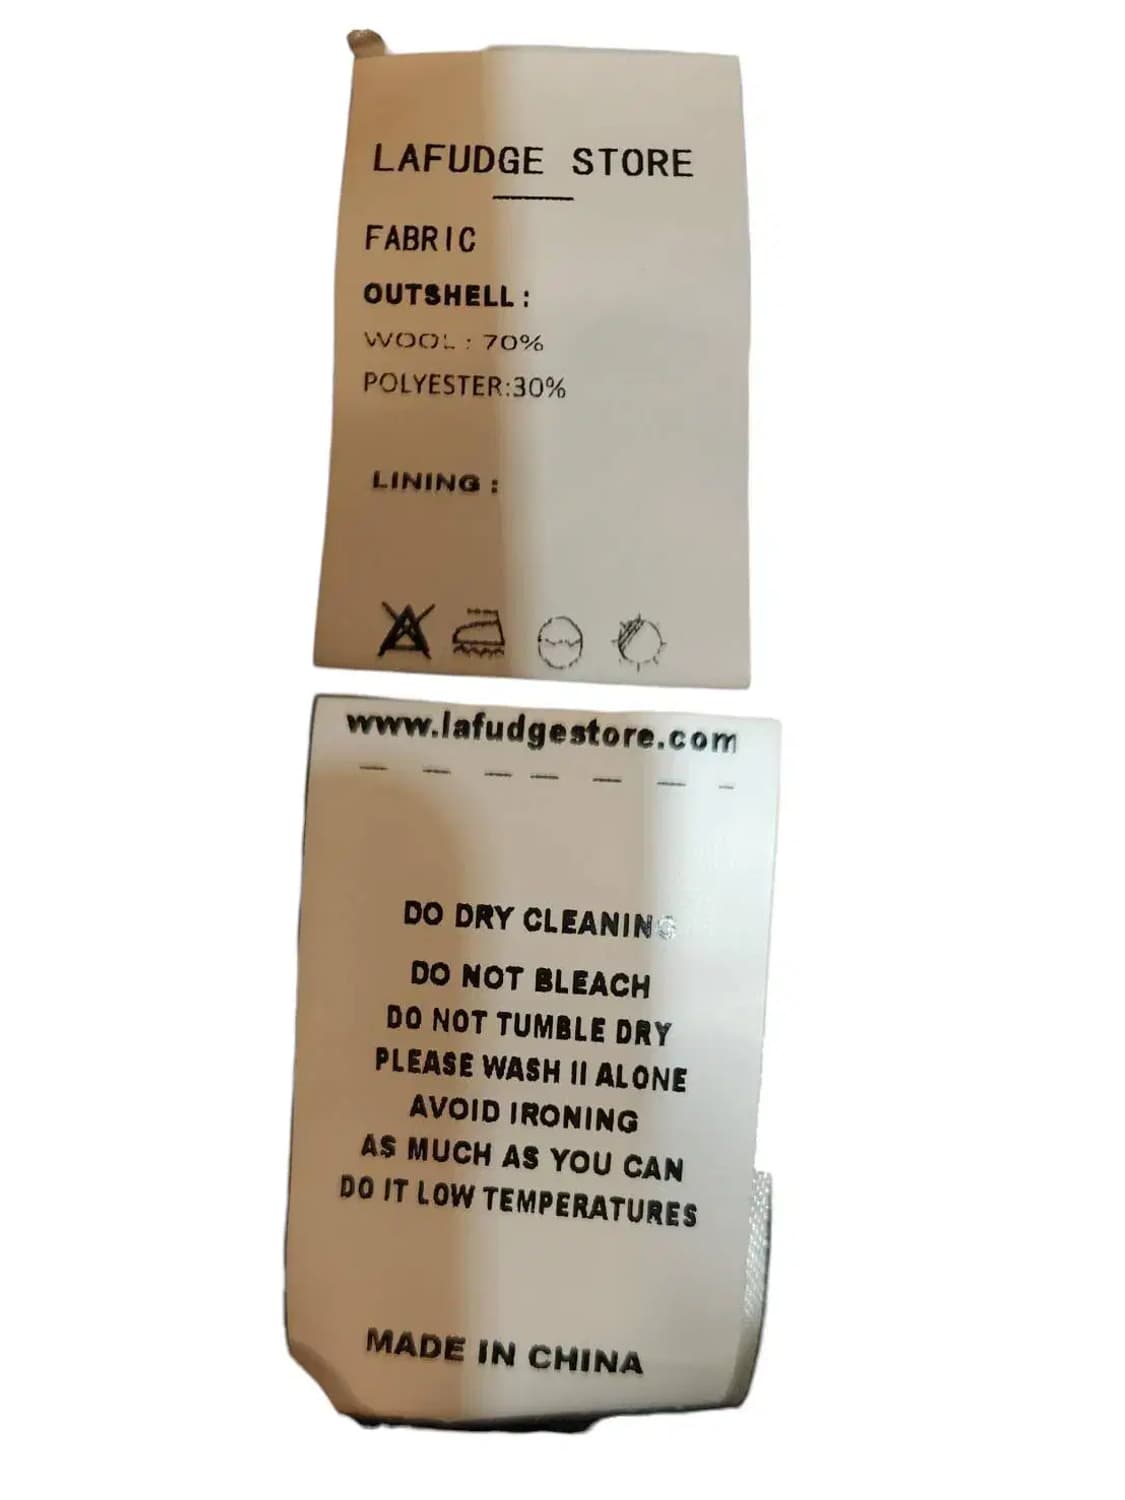 LAFUDGE STORE
FABRIC
OUTSHELL:
WOOL: 70%
POLYESTER:30%
LINING:
www.lafudgestore.com
DO DRY CLEANING
DO NOT BLEACH
DO NOT TUMBLE DRY
PLEASE WASH II ALONE
AVOID IRONING
AS MUCH AS YOU CAN
DO IT LOW TEMPERATURES
MADE IN CHINA